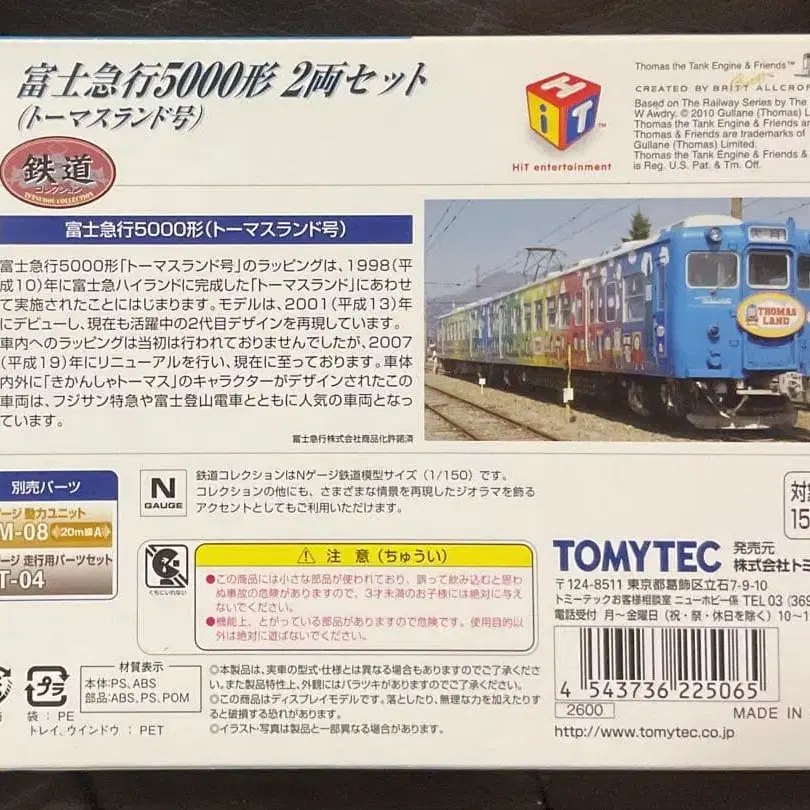 富士急行5000形 2両セット
(トーマスランド号)
鉄道
コレクション
HiT
HiT entertainment
Thomas the Tank Engine & Friends™
CREATED BY BRITT ALLCRO
Based on The Railway Series by The
W Awdry. © 2010 Gullane (Thomas) L
Thomas the Tank Engine & Friends an
Thomas & Friends are trademarks of
Gullane (Thomas) Limited.
Thomas the Tank Engine & Friends &
is Reg. U.S. Pat. & Tm. Off.
富士急行5000形(トーマスランド号)
富士急行5000形「トーマスランド号」のラッピングは、1998(平
成10)年に富士急ハイランドに完成した「トーマスランド」にあわせ
て実施されたことにはじまります。モデルは、2001(平成13)年
にデビューし、現在も活躍中の2代目デザインを再現しています。
車内へのラッピングは当初は行われておりませんでしたが、2007
(平成19)年にリニューアルを行い、現在に至っております。車体
内外に「きかんしゃトーマス」のキャラクターがデザインされたこの
車両は、フジサン特急や富士登山電車とともに人気の車両となっ
ています。
富士急行株式会社商品化許諾済
THOMAS
LAND
別売パーツ
ージ 動力ユニット
M-08 20m級A
ージ 走行用パーツセット
T-04
N
GAUGE
鉄道コレクションはNゲージ鉄道模型サイズ(1/150)です。
コレクションの他にも、さまざまな情景を再現したジオラマを飾る
アクセントとしてもご利用いただけます。
対
15
くちにいれない
注 意(ちゅうい)
●この商品には小さな部品が使われており、誤って飲み込むと思わ
ぬ事故の危険がありますので、3才未満のお子様には絶対に与え
ないでください。
●機能上、とがっている部品がありますので危険です。使用目的以
外は絶対に遊ばないでください。
TOMYTEC 発売元
株式会社トミ
〒124-8511 東京都葛飾区立石7-9-10
トミーテックお客様相談室 ニューホビー係 TEL 03 (369
電話受付 月~金曜日(祝・祭・休日を除く)10~1
プラ
袋:PE
トレイ、ウインドウ:PET
材質表示
本体:PS、ABS
部品:ABS、PS、POM
◎本製品は、実車の型式・仕様とは異なる場合もありますのでご了承くださ
い。また製品特性上、外観にはバラツキがありますのでご了承ください。
◎この商品はディスプレイモデルです。落としたり、無理な力を加えたりす
ると破損する恐れがあります。
◎イラスト・写真は製品と一部異なる場合があります。
4 543736 225065
2600
MADE IN
http://www.tomytec.co.jp